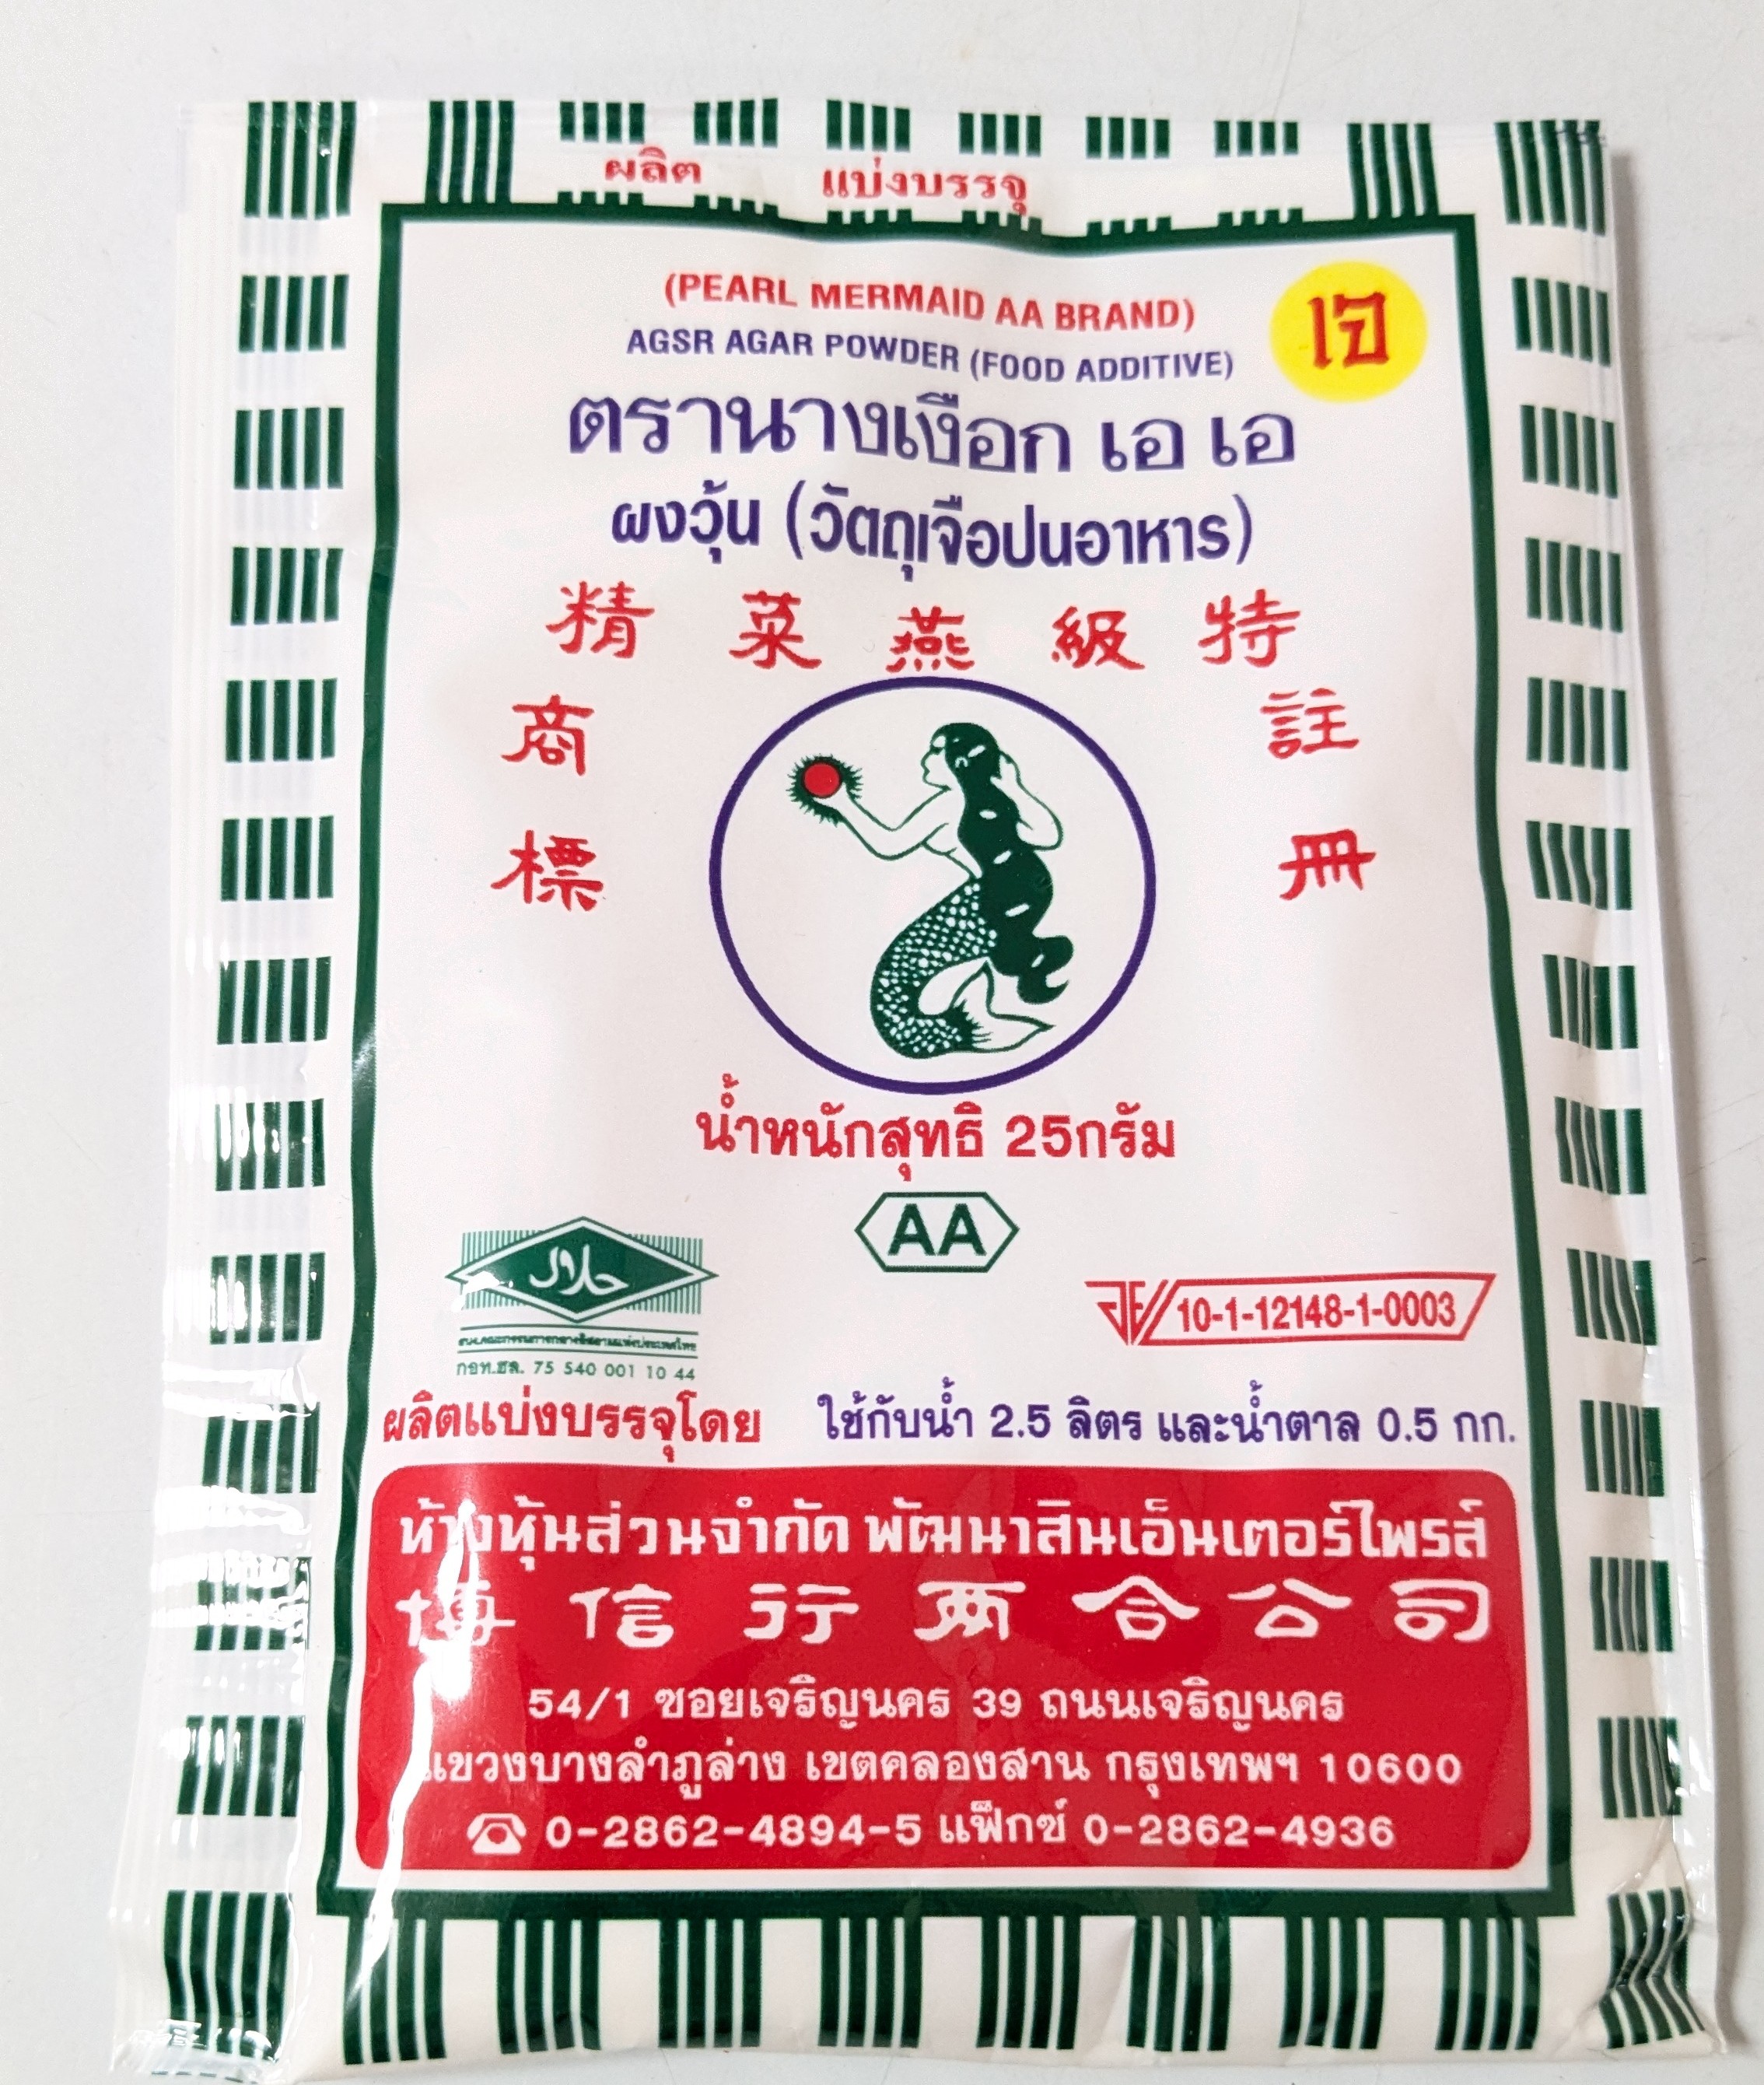 ผลิต แบ่งบรรจุ
(PEARL MERMAID AA BRAND)
เจ
AGSR AGAR POWDER (FOOD ADDITIVE)
ตรานางเงือก เอ เอ
ผงวุ้น (วัตถุเจือปนอาหาร)
精菜燕級特
商 註
標 冊
น้ำหนักสุทธิ 25กรัม
AA
حلال
กอท.ฮล. 75 540 001 10 44
10-1-12148-1-0003
ผลิตแบ่งบรรจุโดย ใช้กับน้ำ 2.5 ลิตร และน้ำตาล 0.5 กก.
ห้างหุ้นส่วนจำกัด พัฒนาสินเอ็นเตอร์ไพรส์
博信行兩合公司
54/1 ซอยเจริญนคร 39 ถนนเจริญนคร
แขวงบางลำภูล่าง เขตคลองสาน กรุงเทพฯ 10600
0-2862-4894-5 แฟ็กซ์ 0-2862-4936